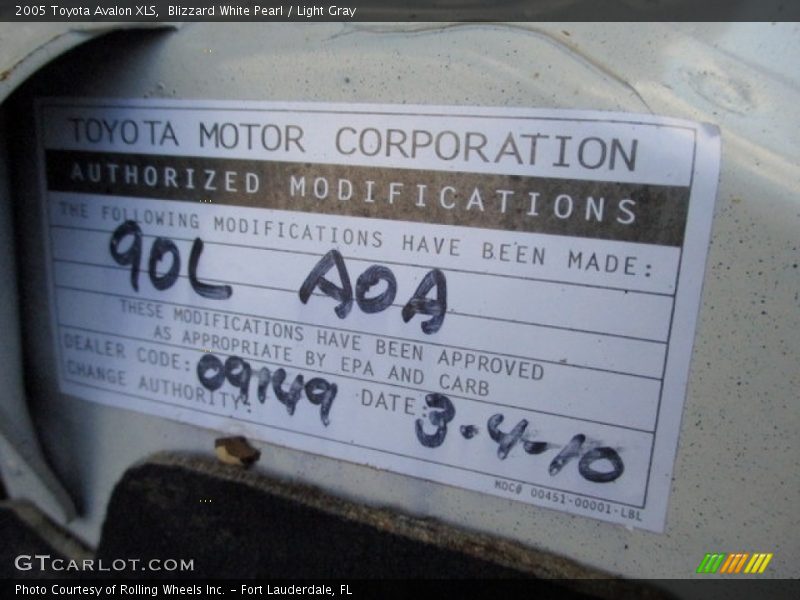 2005 Toyota Avalon XLS,  Blizzard White Pearl / Light Gray
TOYOTA MOTOR CORPORATION
AUTHORIZED MODIFICATIONS
THE FOLLOWING MODIFICATIONS HAVE BEEN MADE:
90L A0A
THESE MODIFICATIONS HAVE BEEN APPROVED
AS APPROPRIATE BY EPA AND CARB
DEALER CODE: 09149 DATE: 3-4-10
CHANGE AUTHORITY:
MDC# 00451-00001-LBL
GTCARLOT.COM
Photo Courtesy of Rolling Wheels Inc. - Fort Lauderdale, FL